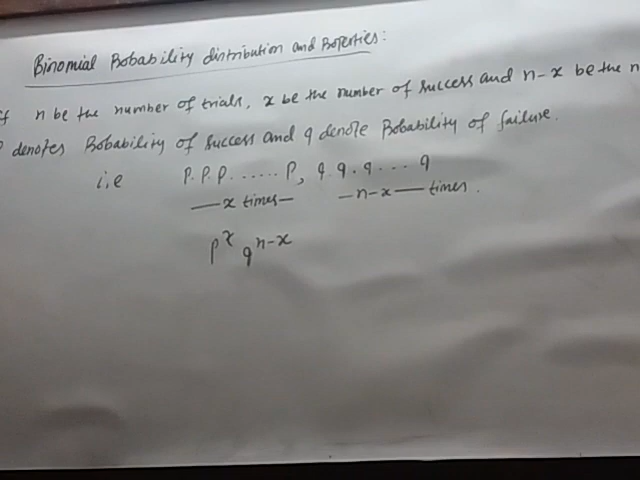 Binomial Probability distribution and Properties:
If n be the number of trials, x be the number of success and n-x be the n
P denotes Probability of success and q denote Probability of failure.
i.e P.P.P. ..... P, q.q.q... q
—x times— —n-x— times.
p^x q^n-x